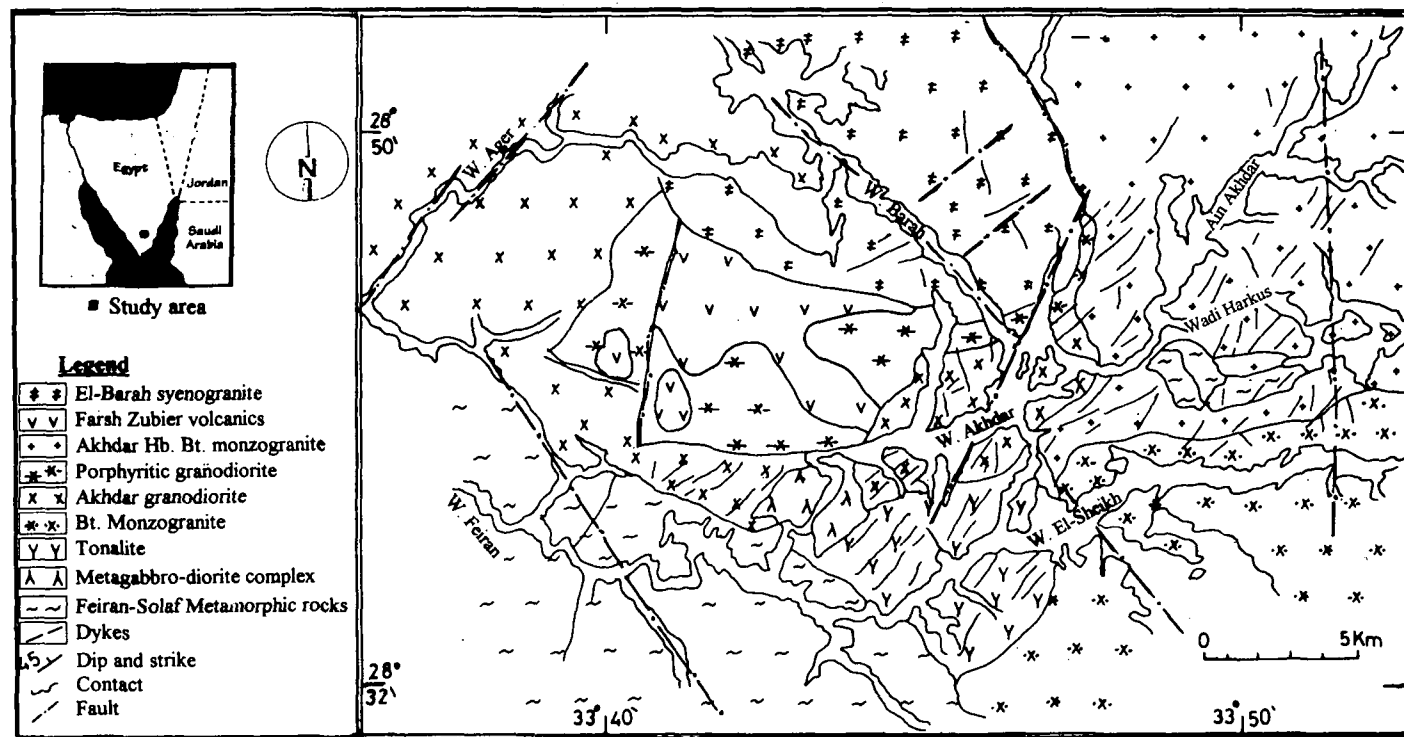 Egypt
Jordan
Saudi
Arabia
Study area
N
Legend
El-Barah syenogranite
Farsh Zubier volcanics
Akhdar Hb. Bt. monzogranite
Porphyritic granodiorite
Akhdar granodiorite
Bt. Monzogranite
Tonalite
Metagabbro-diorite complex
Feiran-Solaf Metamorphic rocks
Dykes
45
Dip and strike
Contact
Fault
28°
50'
W. Ager
W. Barah
Ain Akhdar
Wadi Harkus
W. Akhdar
W. El-Sheikh
W. Feiran
28°
32'
33° 40'
33° 50'
0 5Km